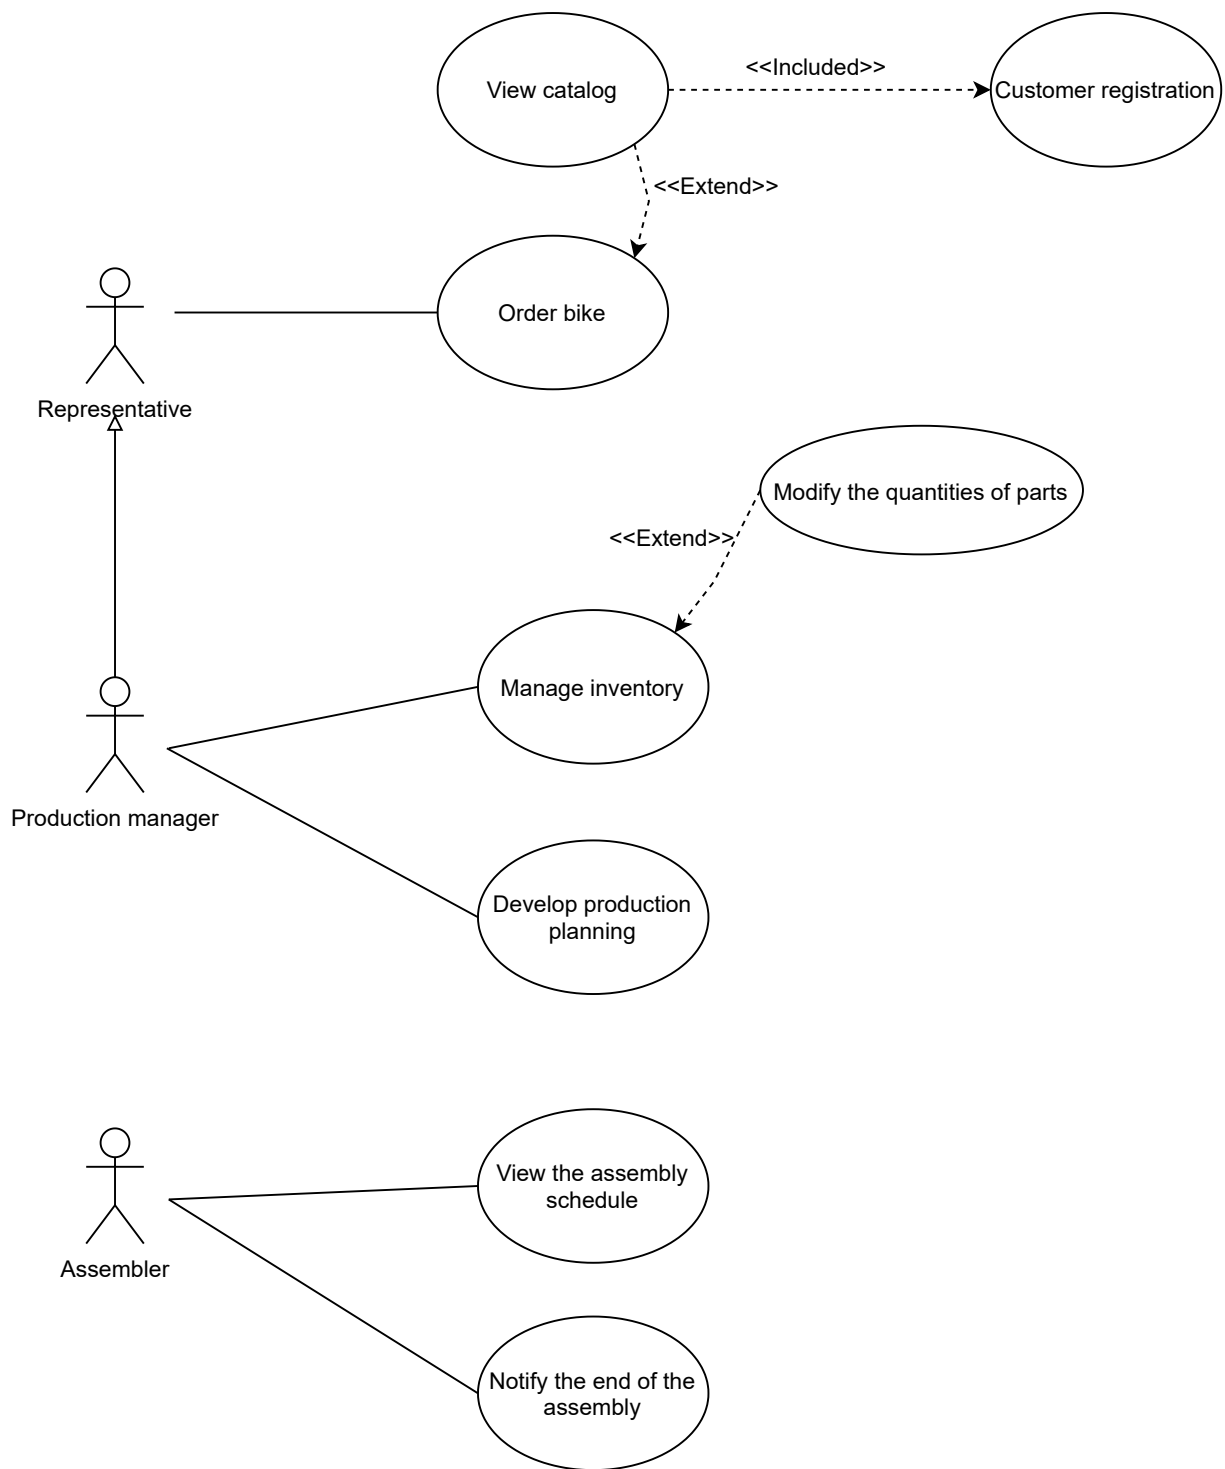 View catalog
<<Included>>
Customer registration
<<Extend>>
Order bike
Representative
Modify the quantities of parts
<<Extend>>
Manage inventory
Production manager
Develop production
planning
View the assembly
schedule
Assembler
Notify the end of the
assembly